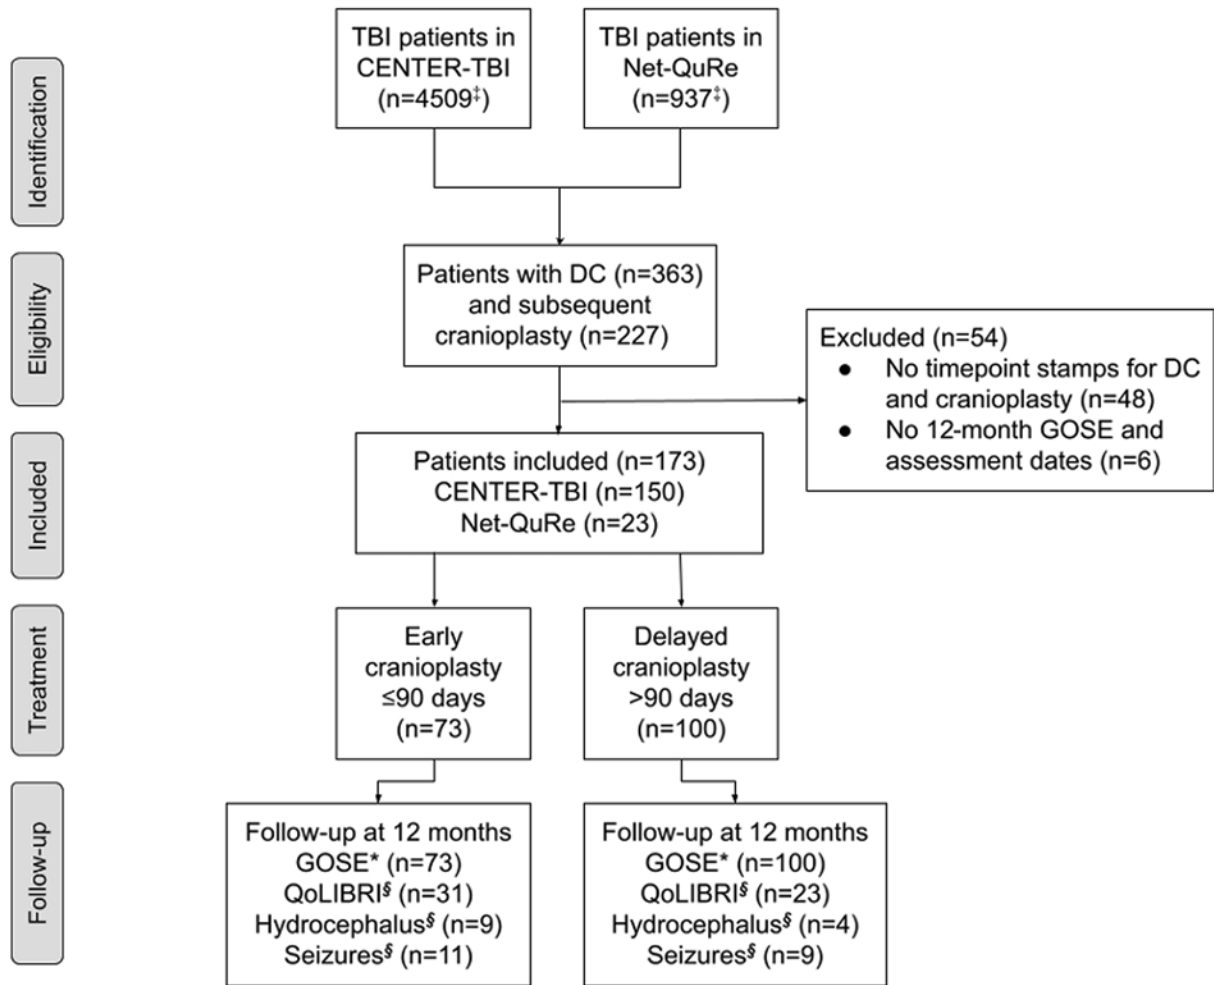 Identification
TBI patients in
CENTER-TBI
(n=4509‡)
TBI patients in
Net-QuRe
(n=937‡)
Eligibility
Patients with DC (n=363)
and subsequent
cranioplasty (n=227)
Excluded (n=54)
● No timepoint stamps for DC
and cranioplasty (n=48)
● No 12-month GOSE and
assessment dates (n=6)
Included
Patients included (n=173)
CENTER-TBI (n=150)
Net-QuRe (n=23)
Treatment
Early
cranioplasty
≤90 days
(n=73)
Delayed
cranioplasty
>90 days
(n=100)
Follow-up
Follow-up at 12 months
GOSE* (n=73)
QoLIBRI§ (n=31)
Hydrocephalus§ (n=9)
Seizures§ (n=11)
Follow-up at 12 months
GOSE* (n=100)
QoLIBRI§ (n=23)
Hydrocephalus§ (n=4)
Seizures§ (n=9)